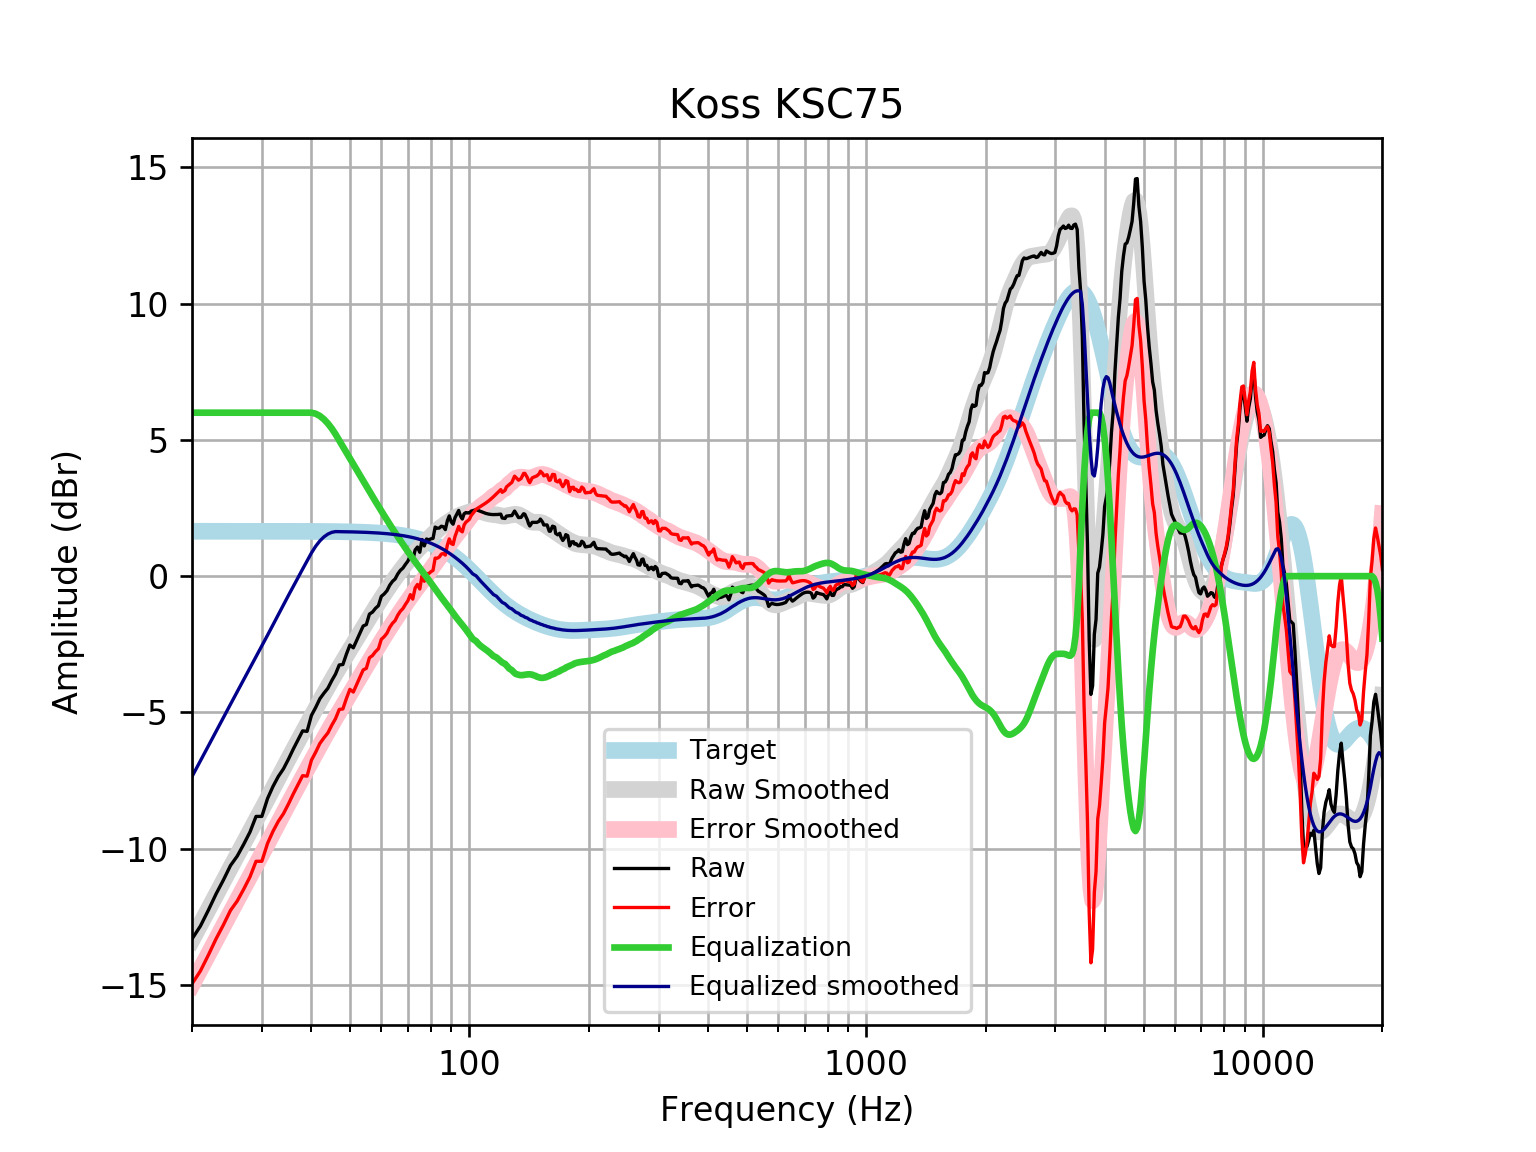 Koss KSC75
15
10
5
0
−5
−10
−15
Amplitude (dBr)
Target
Raw Smoothed
Error Smoothed
Raw
Error
Equalization
Equalized smoothed
100
1000
10000
Frequency (Hz)